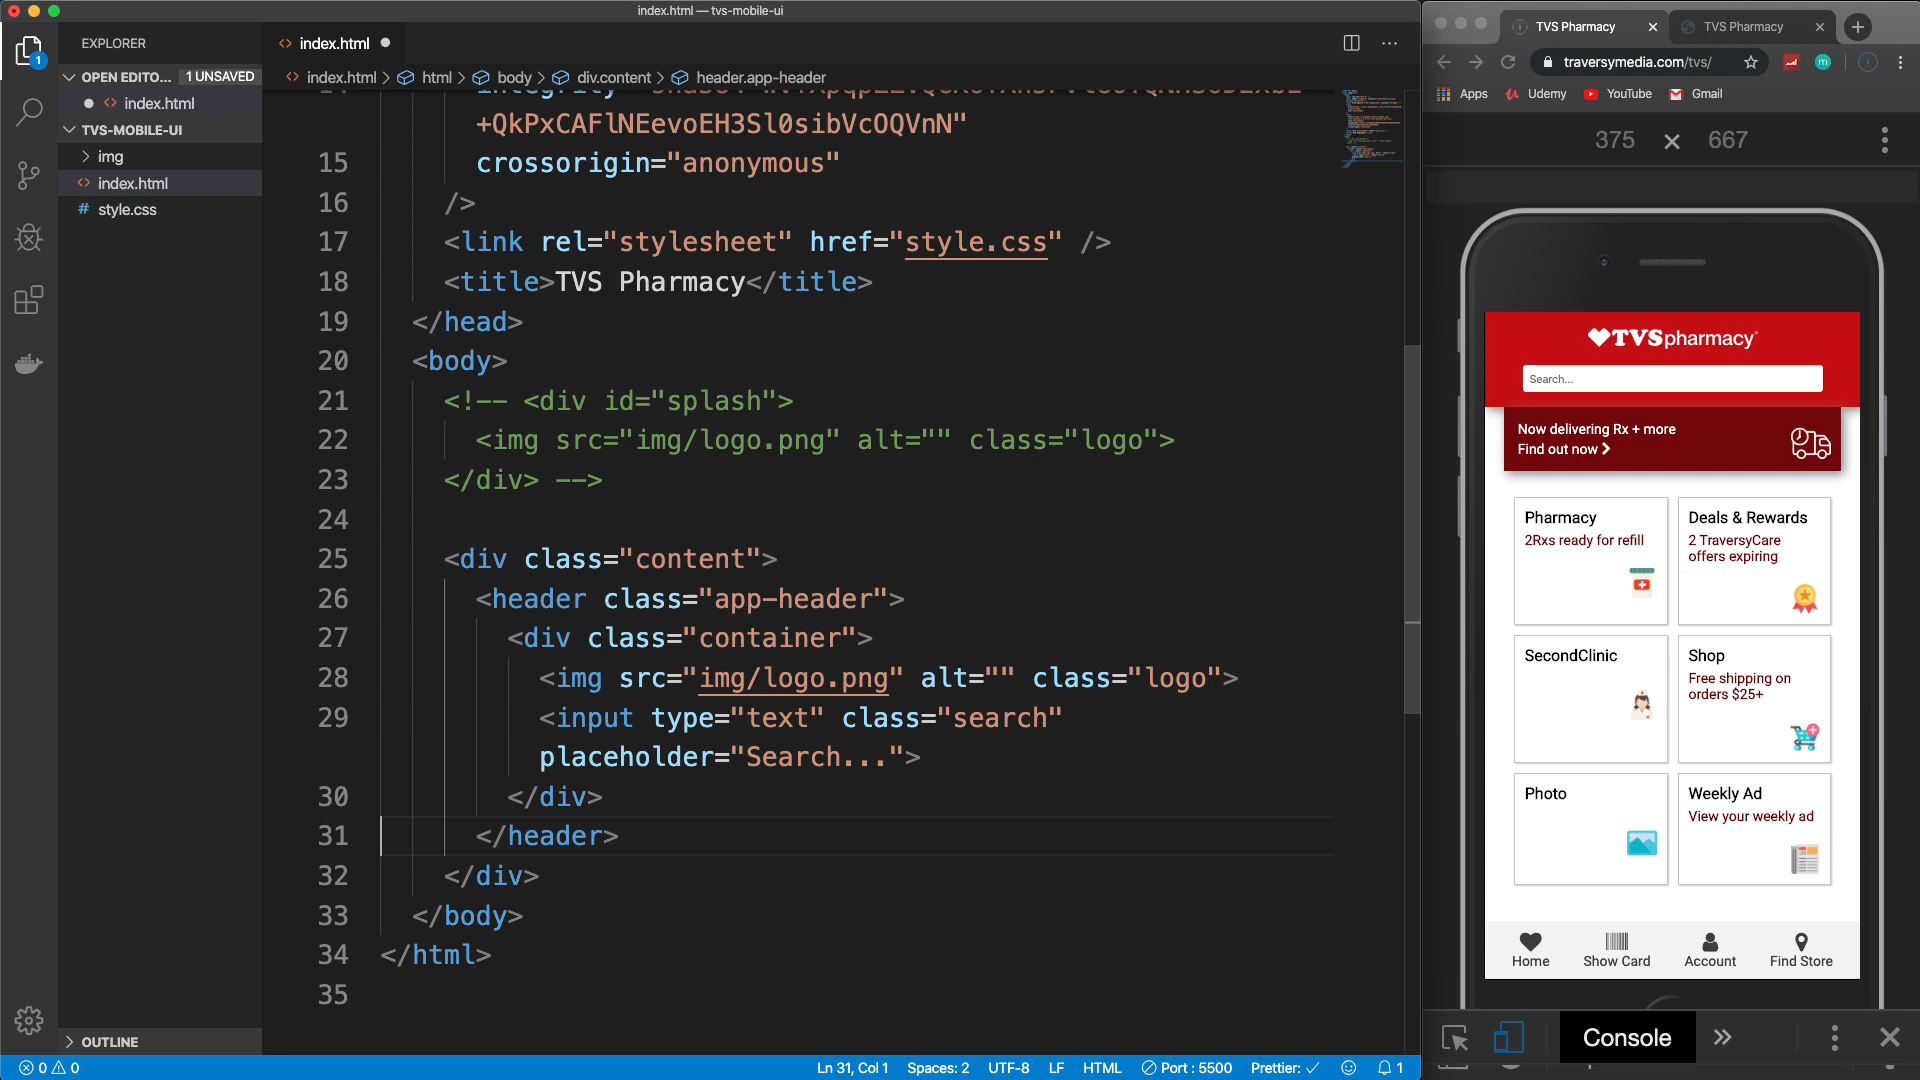 index.html — tvs-mobile-ui
EXPLORER
OPEN EDITO... 1 UNSAVED
index.html
TVS-MOBILE-UI
img
index.html
style.css
OUTLINE
1
index.html
index.html > html > body > div.content > header.app-header
+QkPxCAFlNEevoEH3Sl0sibVcOQVnN"
15 crossorigin="anonymous"
16 />
17 <link rel="stylesheet" href="style.css" />
18 <title>TVS Pharmacy</title>
19 </head>
20 <body>
21 <!-- <div id="splash">
22 <img src="img/logo.png" alt="" class="logo">
23 </div> -->
24
25 <div class="content">
26 <header class="app-header">
27 <div class="container">
28 <img src="img/logo.png" alt="" class="logo">
29 <input type="text" class="search"
placeholder="Search...">
30 </div>
31 </header>
32 </div>
33 </body>
34 </html>
35
0 0
Ln 31, Col 1 Spaces: 2 UTF-8 LF HTML Port : 5500 Prettier: 1
TVS Pharmacy TVS Pharmacy
traversymedia.com/tvs/
Apps Udemy YouTube Gmail
375 × 667
TVSpharmacy
Search...
Now delivering Rx + more
Find out now
Pharmacy
2Rxs ready for refill
Deals & Rewards
2 TraversyCare
offers expiring
SecondClinic
Shop
Free shipping on
orders $25+
Photo
Weekly Ad
View your weekly ad
Home Show Card Account Find Store
Console